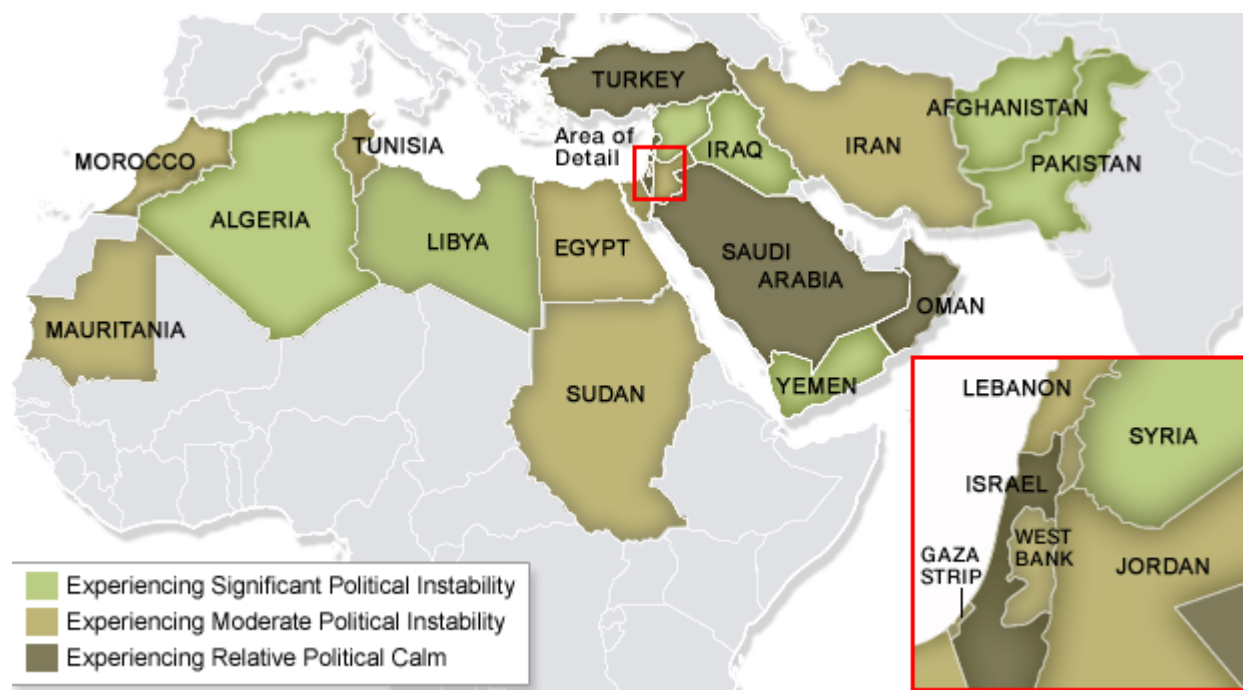 TURKEY
AFGHANISTAN
Area of
Detail
TUNISIA
MOROCCO
IRAQ
IRAN
PAKISTAN
ALGERIA
LIBYA
EGYPT
SAUDI
ARABIA
OMAN
MAURITANIA
SUDAN
YEMEN
LEBANON
SYRIA
ISRAEL
WEST
BANK
GAZA
STRIP
JORDAN
Experiencing Significant Political Instability
Experiencing Moderate Political Instability
Experiencing Relative Political Calm